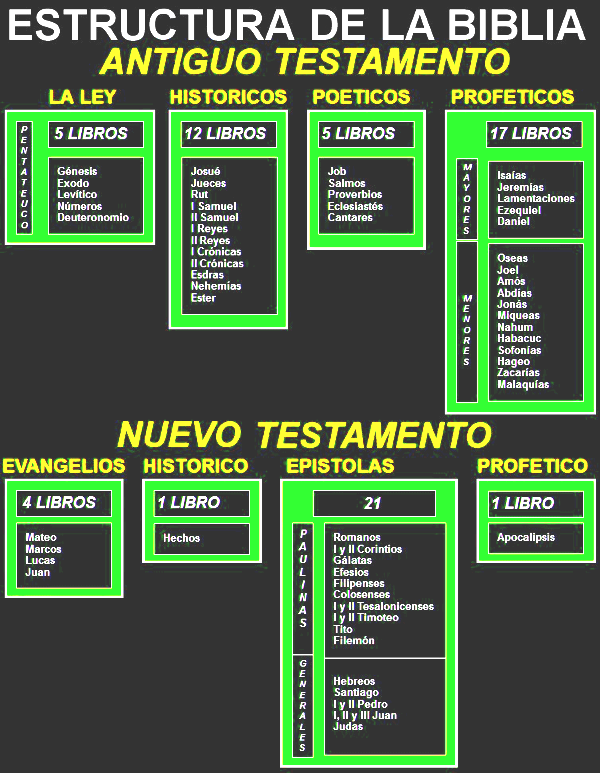 ESTRUCTURA DE LA BIBLIA
ANTIGUO TESTAMENTO
LA LEY
PENTATEUCO
5 LIBROS
Génesis
Exodo
Levítico
Números
Deuteronomio
HISTORICOS
12 LIBROS
Josué
Jueces
Rut
I Samuel
II Samuel
I Reyes
II Reyes
I Crónicas
II Crónicas
Esdras
Nehemías
Ester
POETICOS
5 LIBROS
Job
Salmos
Proverbios
Eclesiastés
Cantares
PROFETICOS
17 LIBROS
MAYORES
Isaías
Jeremias
Lamentaciones
Ezequiel
Daniel
MENORES
Oseas
Joel
Amós
Abdías
Jonás
Miqueas
Nahum
Habacuc
Sofonías
Hageo
Zacarías
Malaquías
NUEVO TESTAMENTO
EVANGELIOS
4 LIBROS
Mateo
Marcos
Lucas
Juan
HISTORICO
1 LIBRO
Hechos
EPISTOLAS
21
PAULINAS
Romanos
I y II Corintios
Gálatas
Efesios
Filipenses
Colosenses
I y II Tesalonicenses
I y II Timoteo
Tito
Filemón
GENERALES
Hebreos
Santiago
I y II Pedro
I, II y III Juan
Judas
PROFETICO
1 LIBRO
Apocalipsis